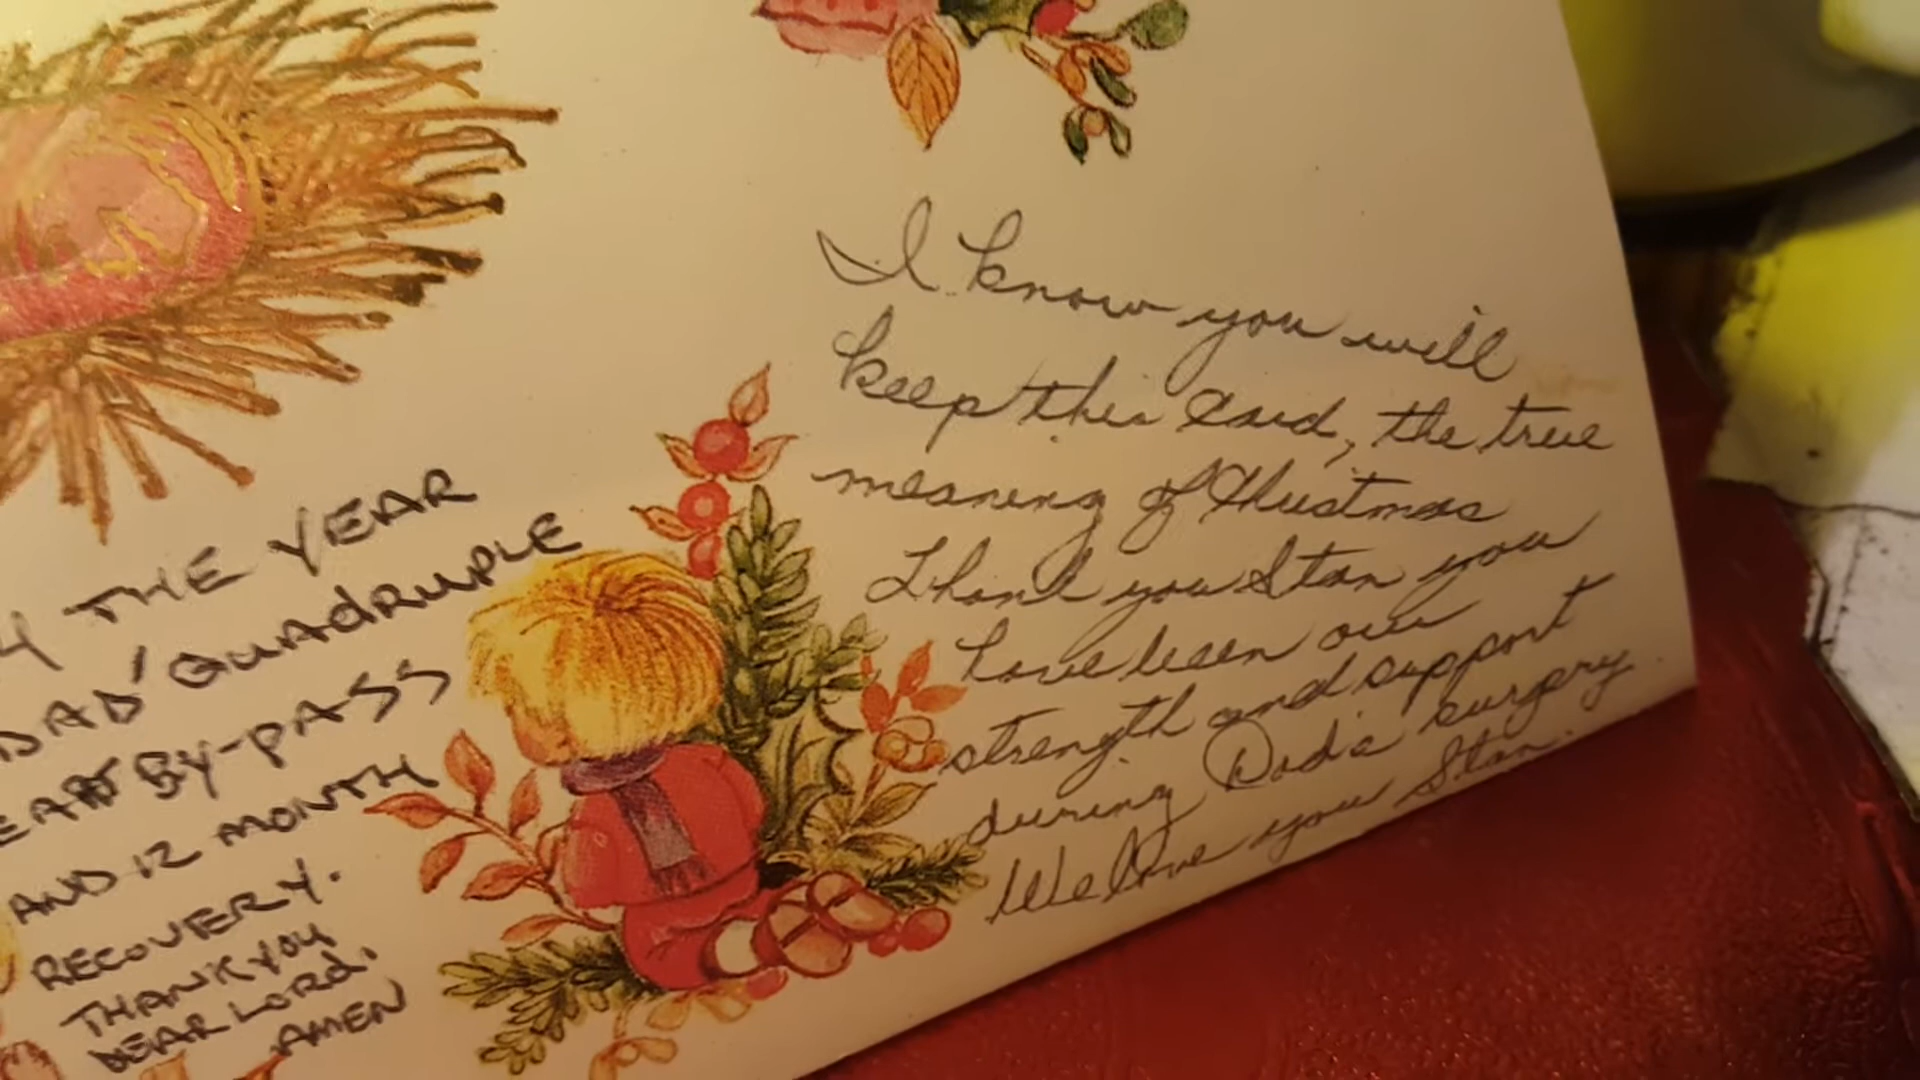 THE YEAR
DAD' QUADRUPLE
BY-PASS
AND 12 MONTH
RECOVERY.
THANK YOU
DEAR LORD.
AMEN
I know you will
keep this card, the true
meaning of Christmas
Thank you Stan you
have been our
strength and support
during Dad's surgery
We love you Stan.